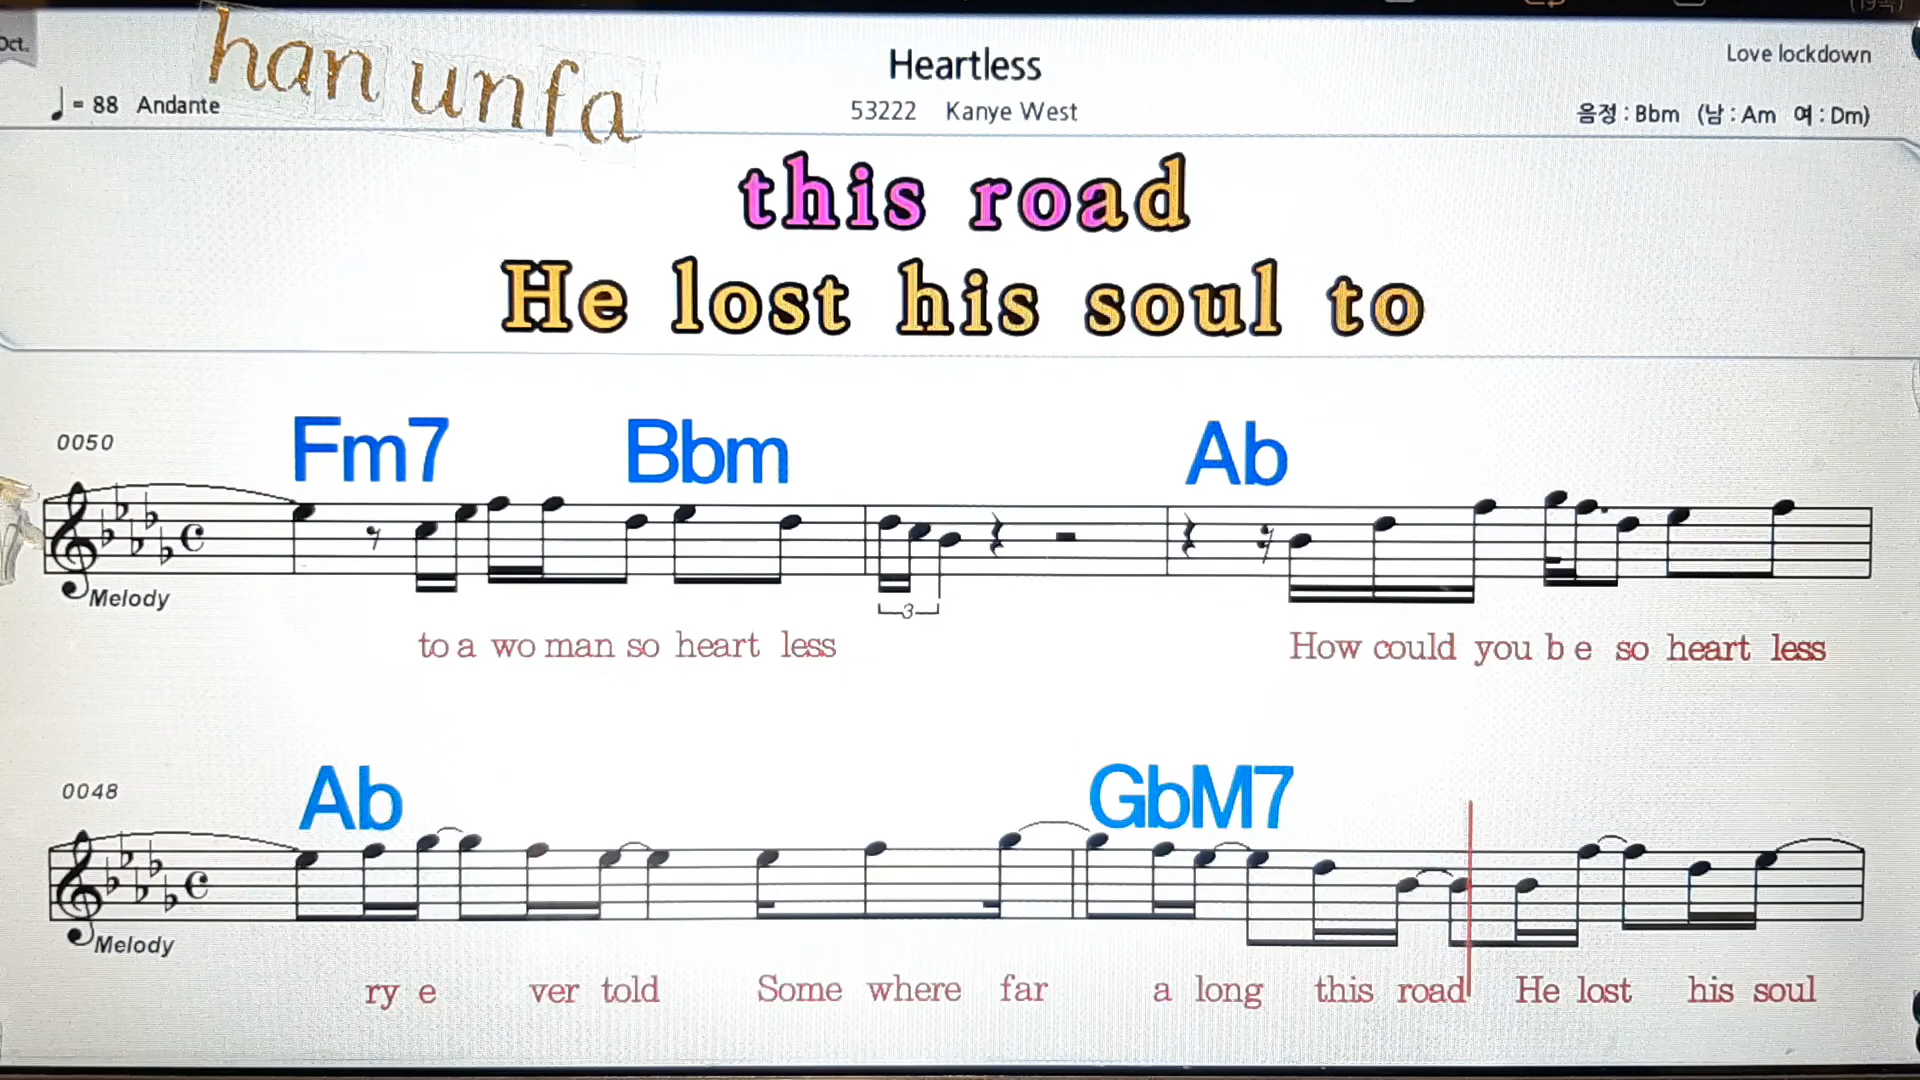 Oct.
han unfa
Heartless
Love lockdown
= 88 Andante
53222 Kanye West
음정 : Bbm (남 : Am 여 : Dm)
this road
He lost his soul to
0050
Fm7 Bbm Ab
Melody
3
to a wo man so heart less How could you b e so heart less
0048
Ab GbM7
Melody
ry e ver told Some where far a long this road He lost his soul